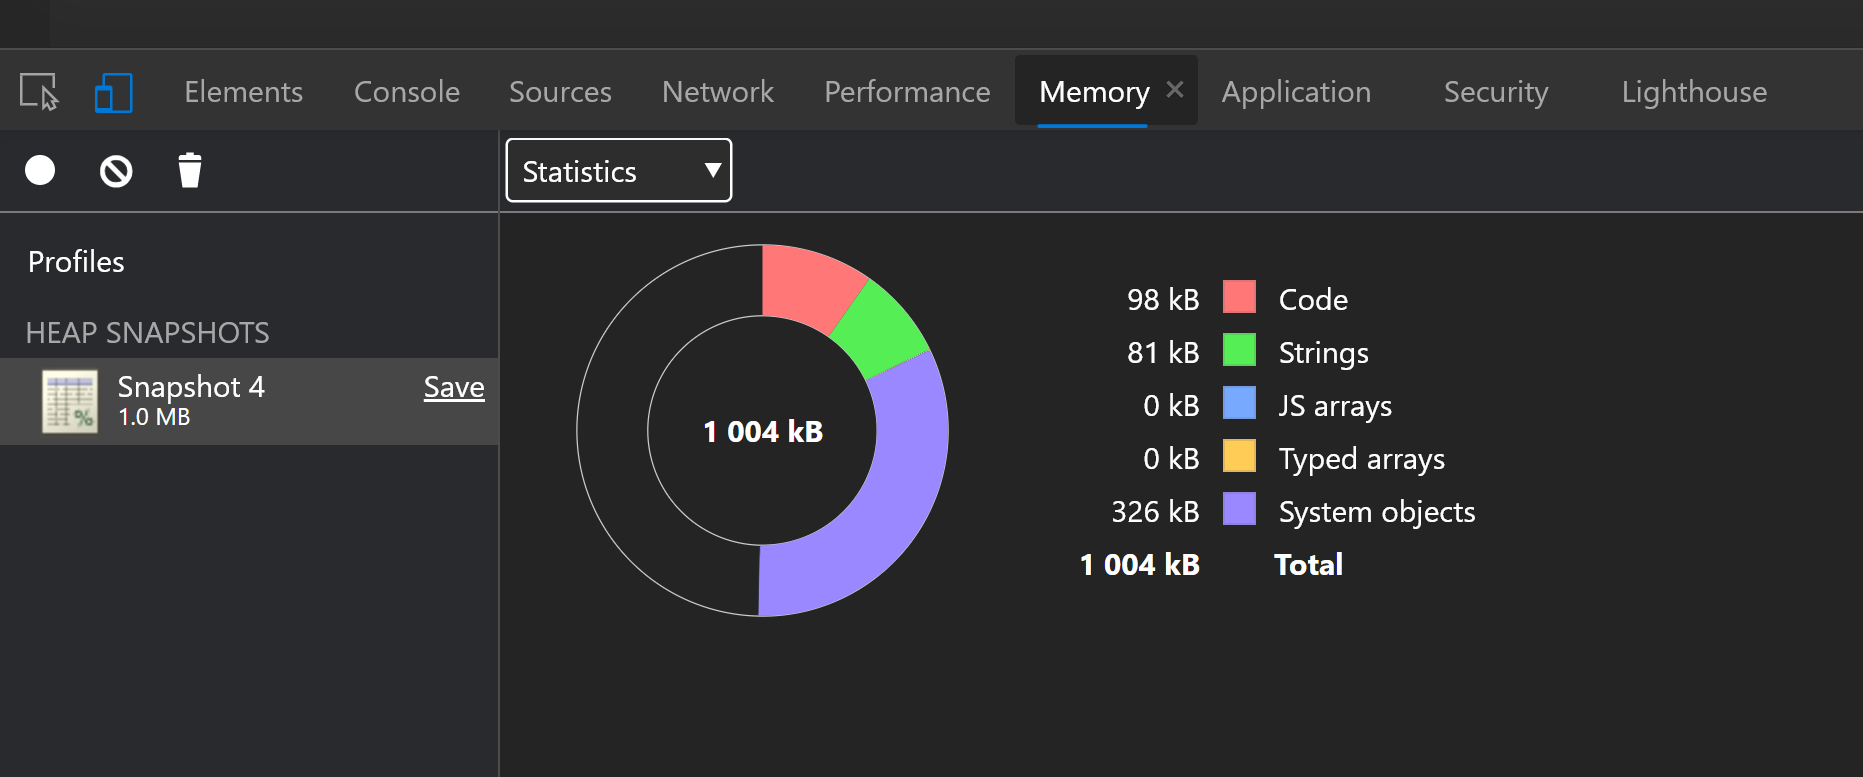 Elements Console Sources Network Performance Memory × Application Security Lighthouse
Statistics ▼
Profiles
HEAP SNAPSHOTS
Snapshot 4 Save
1.0 MB
%
1 004 kB
98 kB Code
81 kB Strings
0 kB JS arrays
0 kB Typed arrays
326 kB System objects
1 004 kB Total